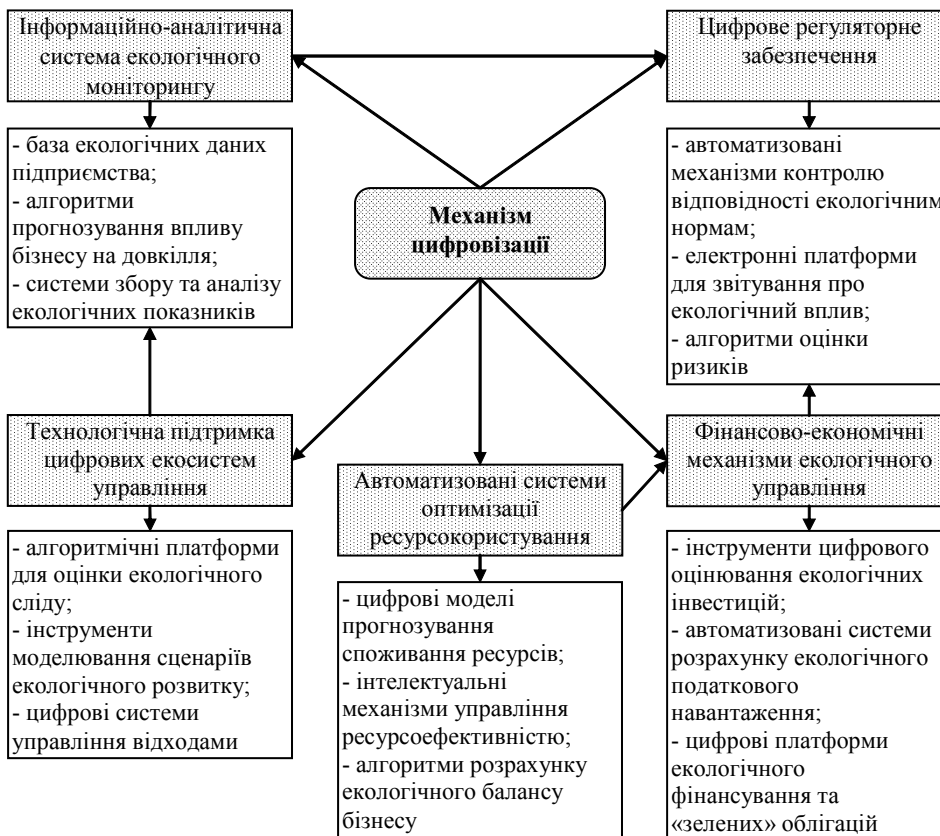 Інформаційно-аналітична
система екологічного
моніторингу
Цифрове регуляторне
забезпечення
- база екологічних даних
підприємства;
- алгоритми
прогнозування впливу
бізнесу на довкілля;
- системи збору та аналізу
екологічних показників
Механізм
цифровізації
- автоматизовані
механізми контролю
відповідності екологічним
нормам;
- електронні платформи
для звітування про
екологічний вплив;
- алгоритми оцінки
ризиків
Технологічна підтримка
цифрових екосистем
управління
Автоматизовані системи
оптимізації
ресурсокористування
Фінансово-економічні
механізми екологічного
управління
- алгоритмічні платформи
для оцінки екологічного
сліду;
- інструменти
моделювання сценаріїв
екологічного розвитку;
- цифрові системи
управління відходами
- цифрові моделі
прогнозування
споживання ресурсів;
- інтелектуальні
механізми управління
ресурсоефективністю;
- алгоритми розрахунку
екологічного балансу
бізнесу
- інструменти цифрового
оцінювання екологічних
інвестицій;
- автоматизовані системи
розрахунку екологічного
податкового
навантаження;
- цифрові платформи
екологічного
фінансування та
«зелених» облігацій